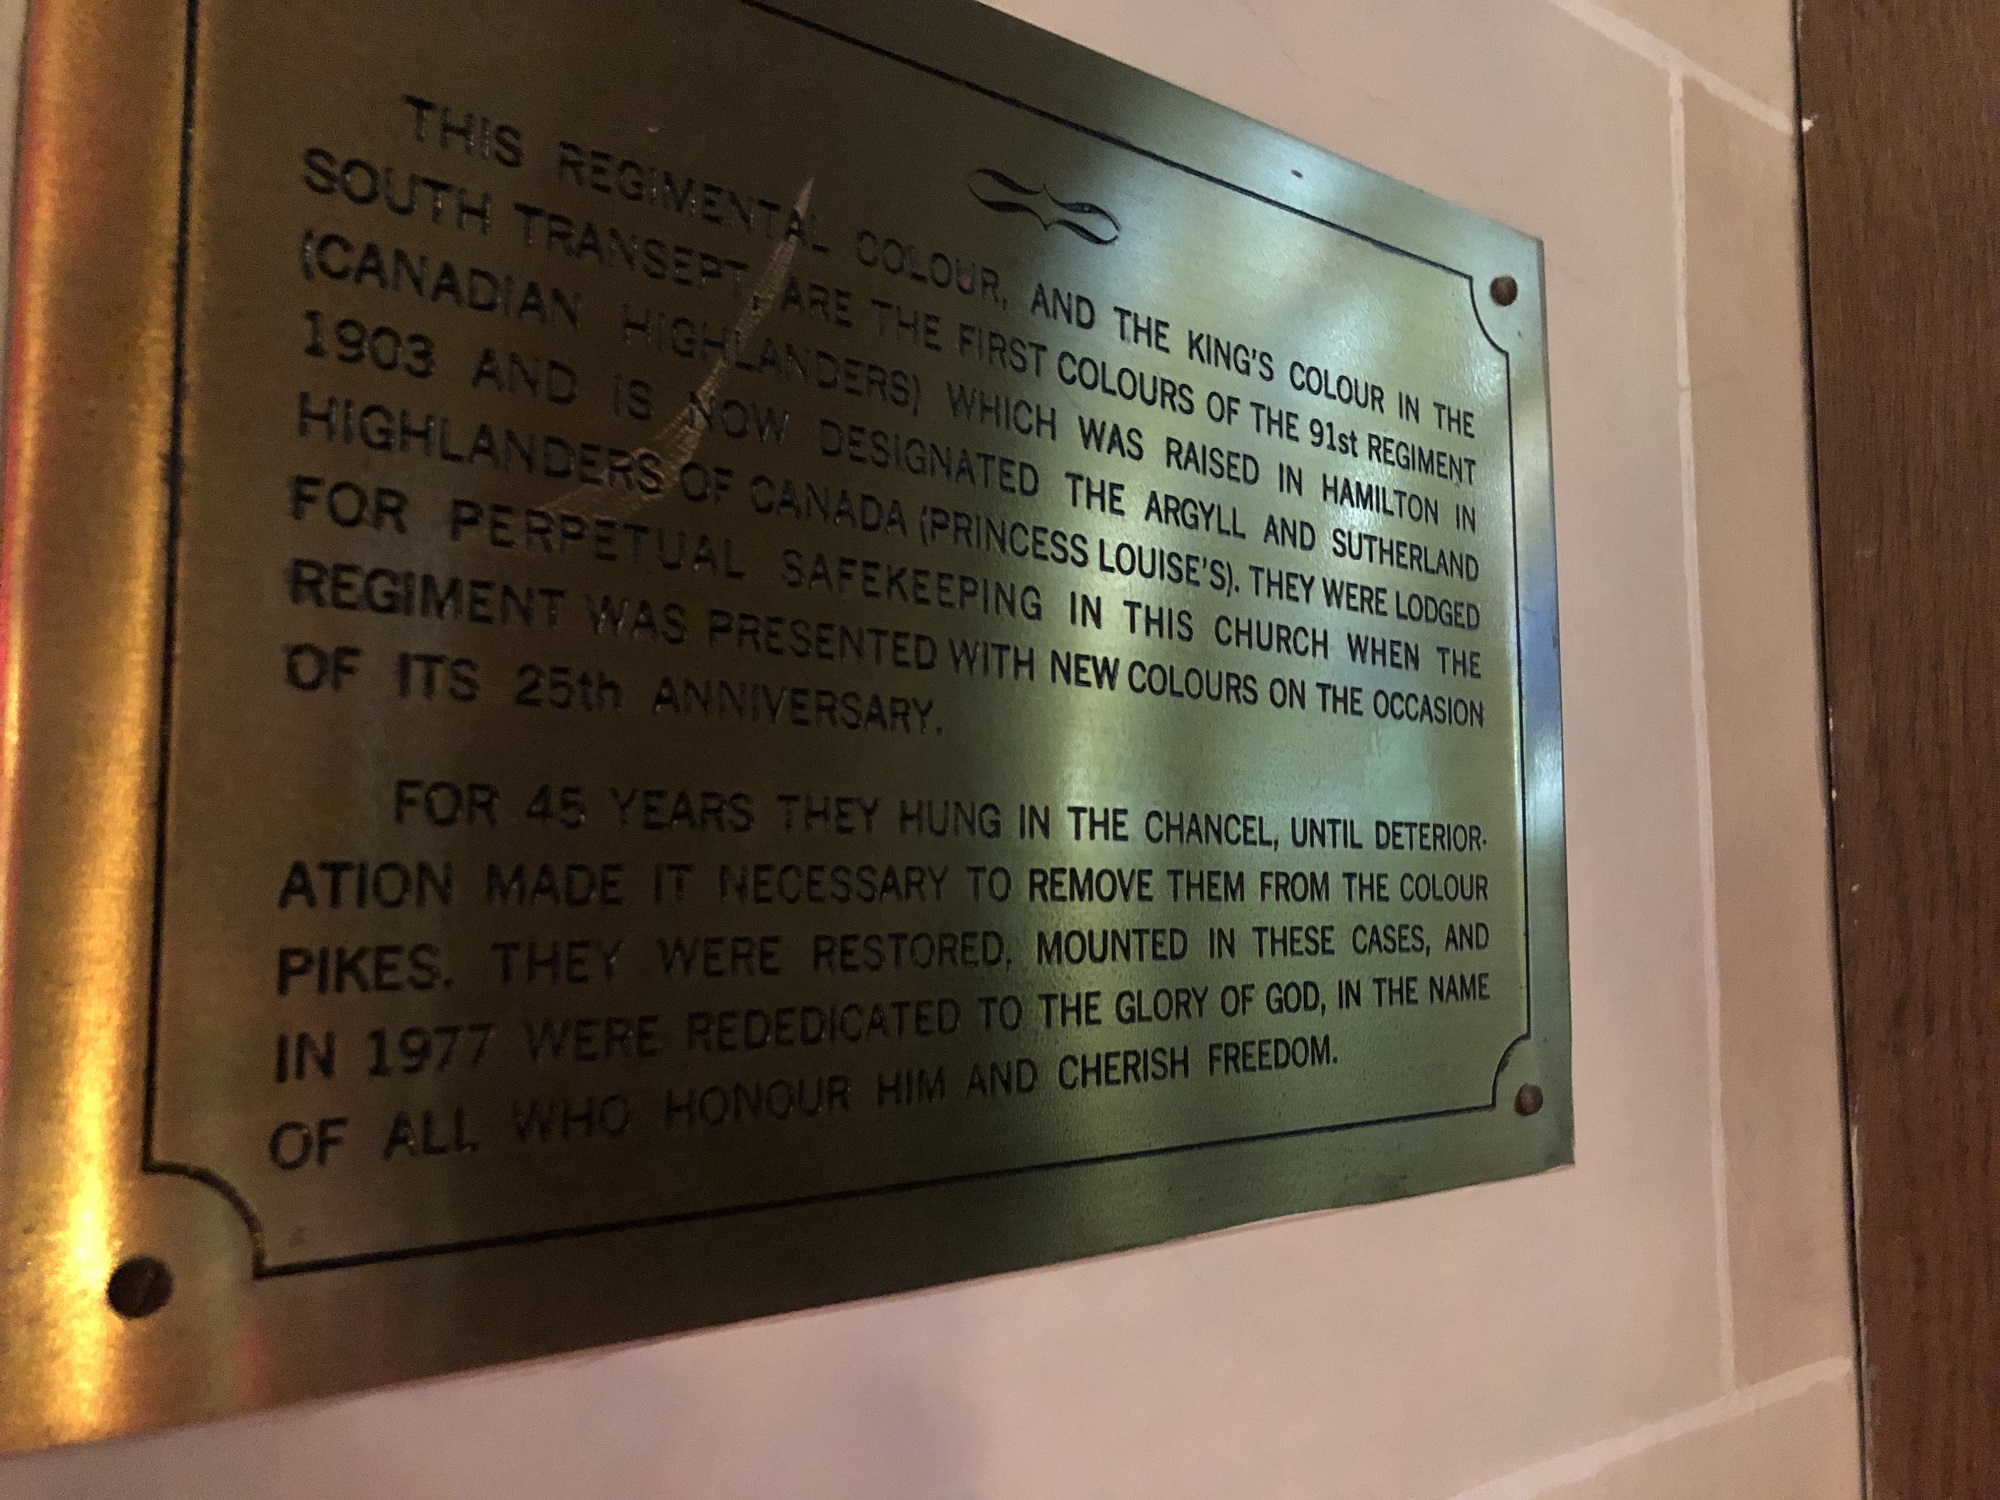 THIS REGIMENTAL COLOUR, AND THE KING'S COLOUR IN THE
SOUTH TRANSEPT, ARE THE FIRST COLOURS OF THE 91st REGIMENT
(CANADIAN HIGHLANDERS) WHICH WAS RAISED IN HAMILTON IN
1903 AND IS NOW DESIGNATED THE ARGYLL AND SUTHERLAND
HIGHLANDERS OF CANADA (PRINCESS LOUISE'S). THEY WERE LODGED
FOR PERPETUAL SAFEKEEPING IN THIS CHURCH WHEN THE
REGIMENT WAS PRESENTED WITH NEW COLOURS ON THE OCCASION
OF ITS 25th ANNIVERSARY.
FOR 45 YEARS THEY HUNG IN THE CHANCEL, UNTIL DETERIOR-
ATION MADE IT NECESSARY TO REMOVE THEM FROM THE COLOUR
PIKES. THEY WERE RESTORED, MOUNTED IN THESE CASES, AND
IN 1977 WERE REDEDICATED TO THE GLORY OF GOD, IN THE NAME
OF ALL WHO HONOUR HIM AND CHERISH FREEDOM.